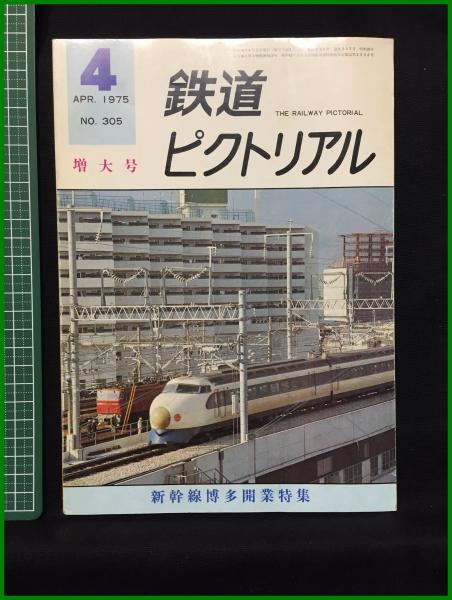 4
APR. 1975
NO. 305
鉄道
THE RAILWAY PICTORIAL
ピクトリアル
増大号
新幹線博多開業特集